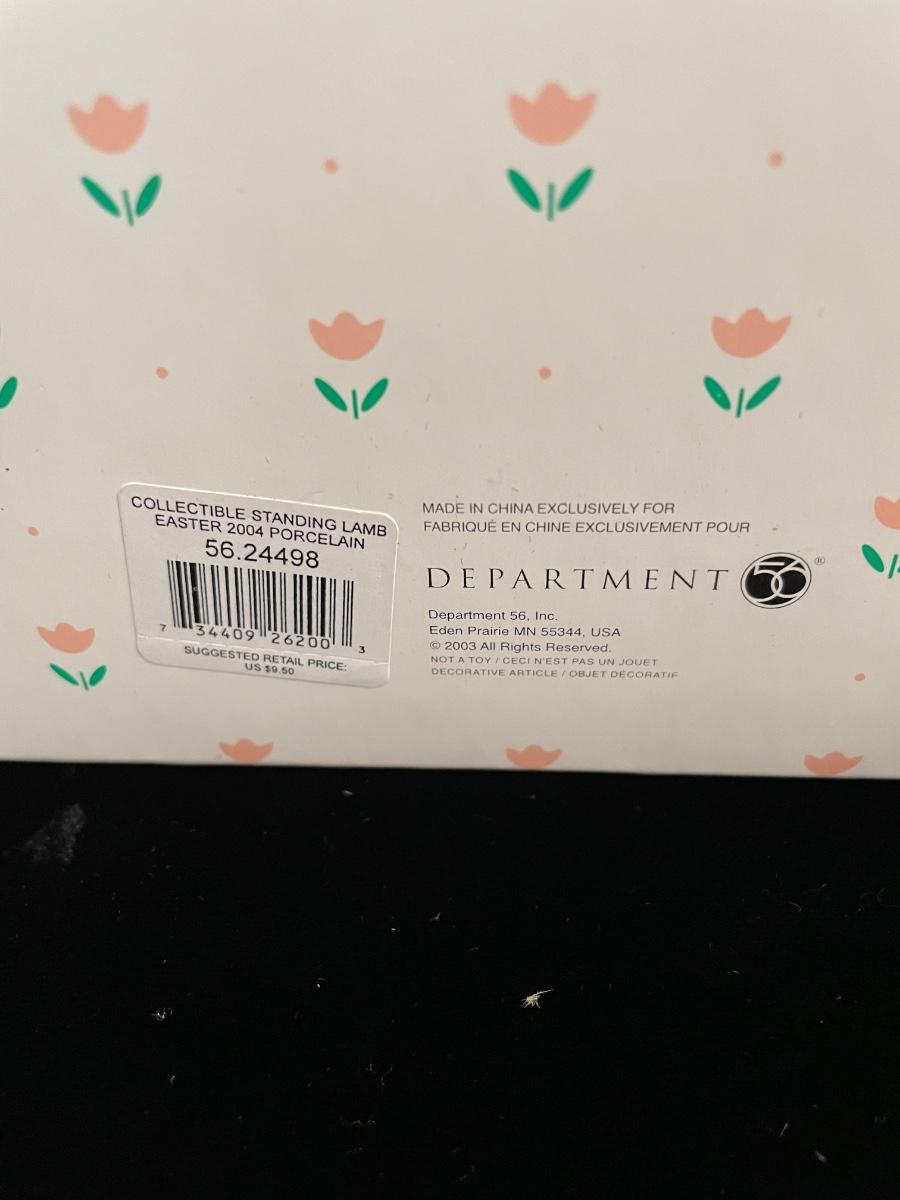 COLLECTIBLE STANDING LAMB
EASTER 2004 PORCELAIN
56.24498
7 34409 26200 3
SUGGESTED RETAIL PRICE:
US $9.50
MADE IN CHINA EXCLUSIVELY FOR
FABRIQUÉ EN CHINE EXCLUSIVEMENT POUR
DEPARTMENT 56 ®
Department 56, Inc.
Eden Prairie MN 55344, USA
© 2003 All Rights Reserved.
NOT A TOY / CECI N'EST PAS UN JOUET
DECORATIVE ARTICLE / OBJET DÉCORATIF